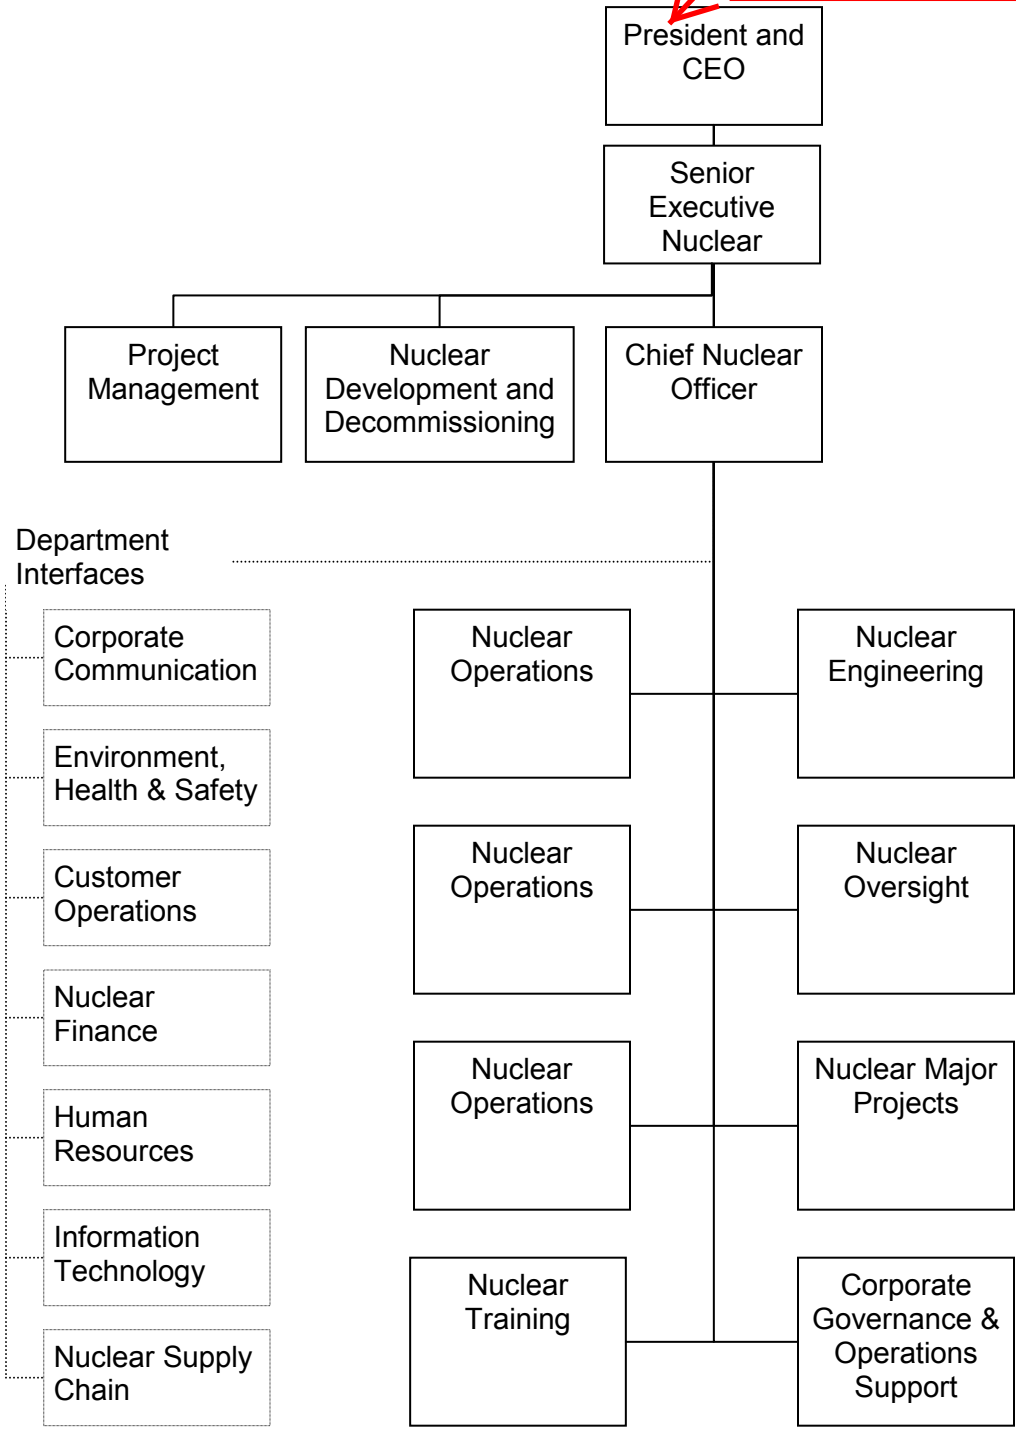 President and
CEO
Senior
Executive
Nuclear
Project
Management
Nuclear
Development and
Decommissioning
Chief Nuclear
Officer
Department
Interfaces
Corporate
Communication
Environment,
Health & Safety
Customer
Operations
Nuclear
Finance
Human
Resources
Information
Technology
Nuclear Supply
Chain
Nuclear
Operations
Nuclear
Engineering
Nuclear
Operations
Nuclear
Oversight
Nuclear
Operations
Nuclear Major
Projects
Nuclear
Training
Corporate
Governance &
Operations
Support